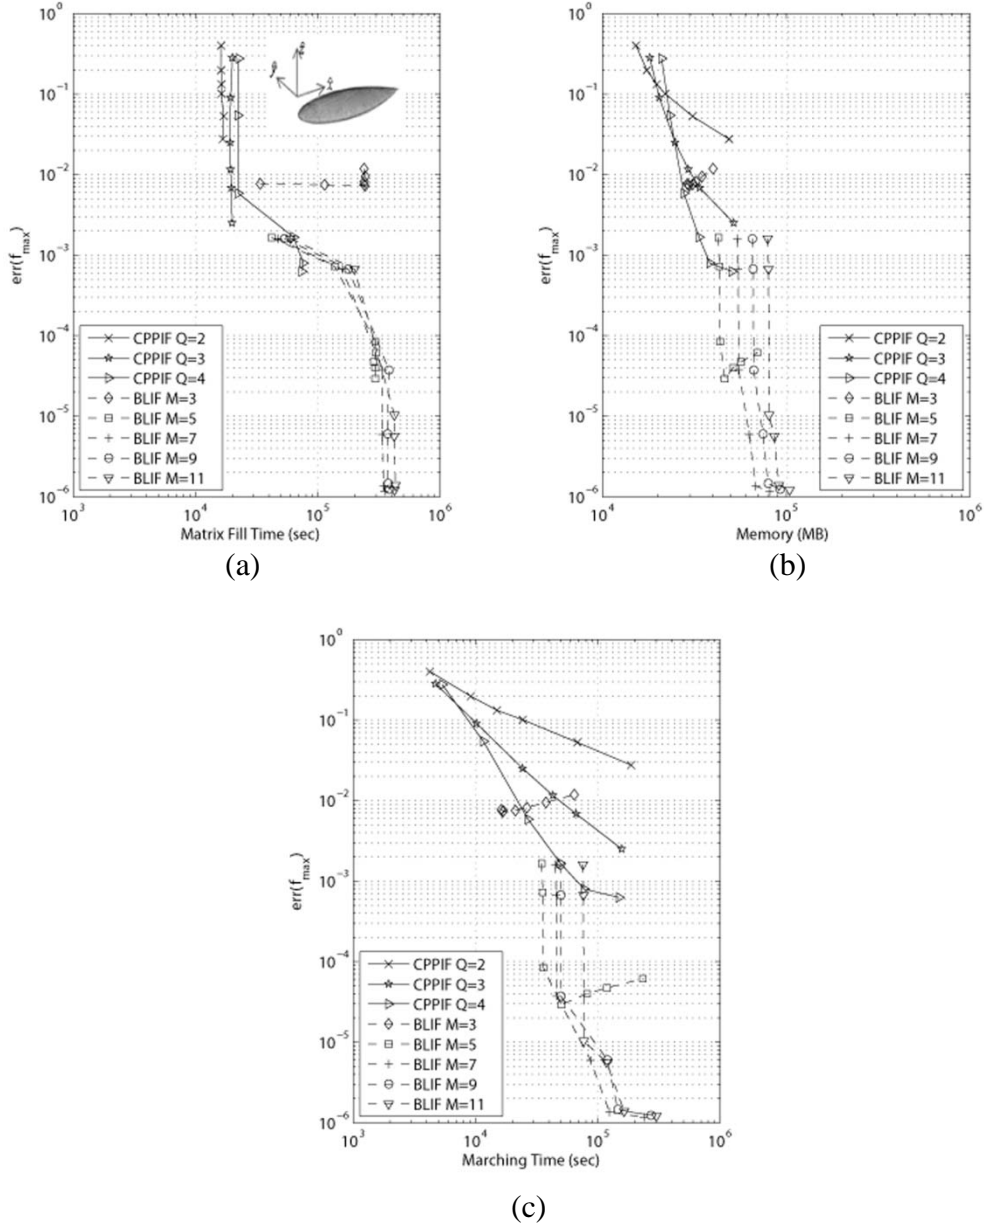 10^0
10^-1
10^-2
10^-3
10^-4
10^-5
10^-6
err(f_max)
CPPIF Q=2
CPPIF Q=3
CPPIF Q=4
BLIF M=3
BLIF M=5
BLIF M=7
BLIF M=9
BLIF M=11
10^3
10^4
10^5
10^6
Matrix Fill Time (sec)
(a)
10^0
10^-1
10^-2
10^-3
10^-4
10^-5
10^-6
err(f_max)
CPPIF Q=2
CPPIF Q=3
CPPIF Q=4
BLIF M=3
BLIF M=5
BLIF M=7
BLIF M=9
BLIF M=11
10^4
10^5
10^6
Memory (MB)
(b)
10^0
10^-1
10^-2
10^-3
10^-4
10^-5
10^-6
err(f_max)
CPPIF Q=2
CPPIF Q=3
CPPIF Q=4
BLIF M=3
BLIF M=5
BLIF M=7
BLIF M=9
BLIF M=11
10^3
10^4
10^5
10^6
Marching Time (sec)
(c)